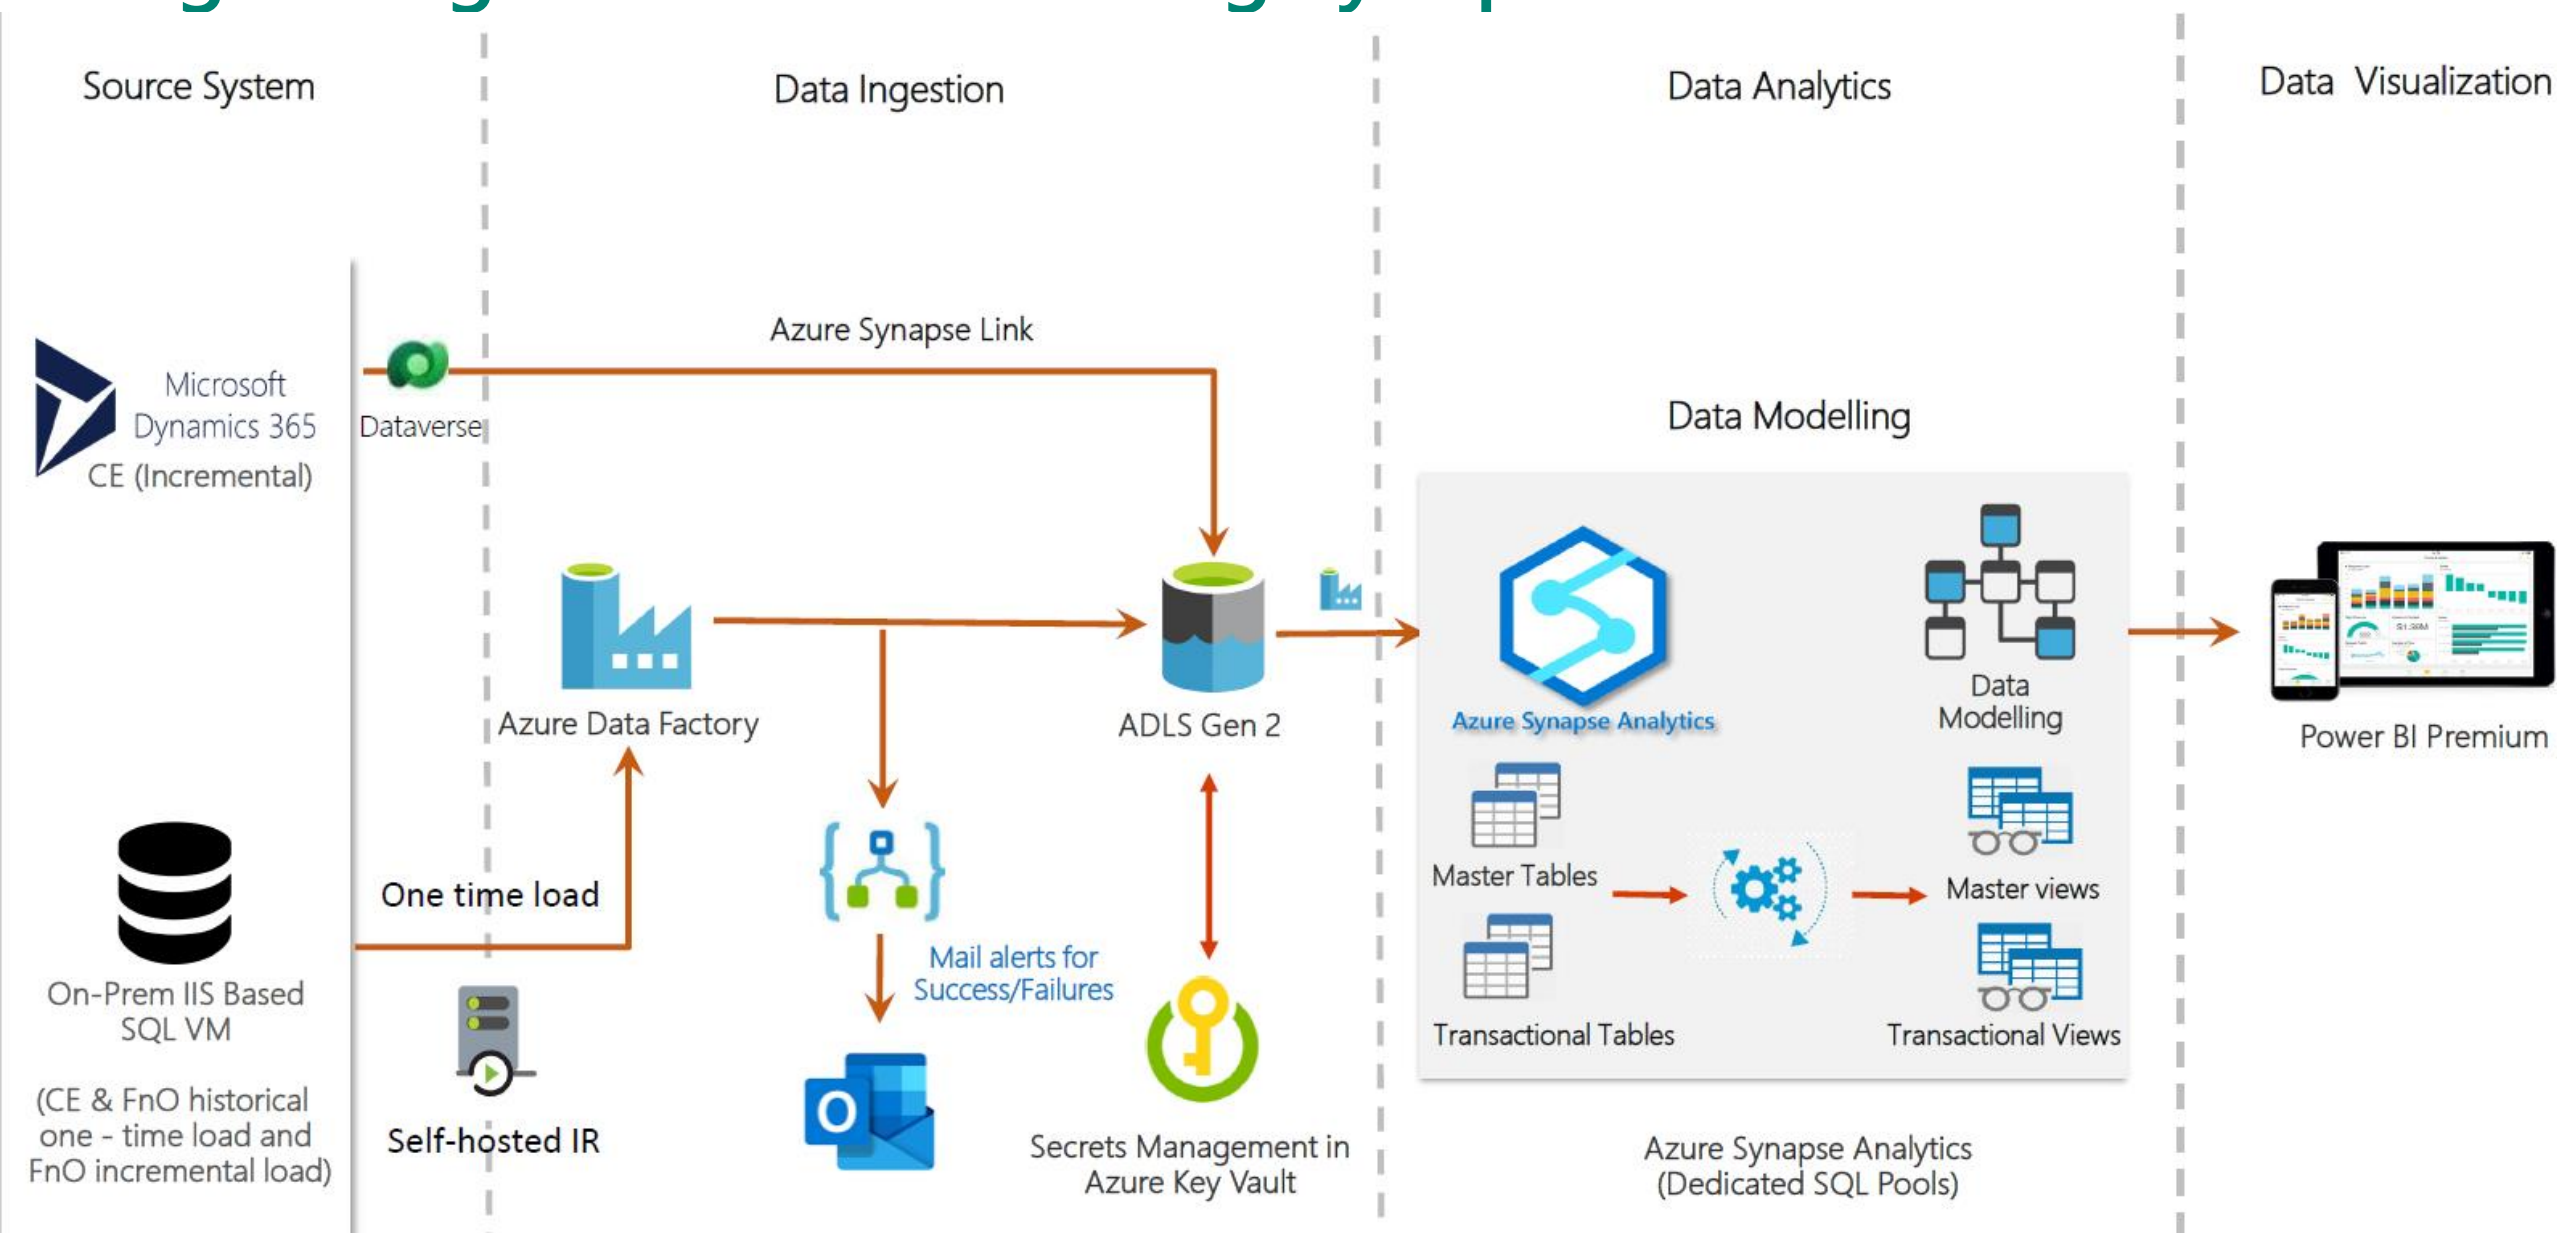 Source System
Data Ingestion
Data Analytics
Data Visualization
Azure Synapse Link
Microsoft
Dynamics 365
CE (Incremental)
Dataverse
Data Modelling
Azure Data Factory
ADLS Gen 2
Azure Synapse Analytics
Data
Modelling
Power BI Premium
One time load
Master Tables
Master views
Mail alerts for
Success/Failures
On-Prem IIS Based
SQL VM
Transactional Tables
Transactional Views
(CE & FnO historical
one - time load and
FnO incremental load)
Self-hosted IR
O
Secrets Management in
Azure Key Vault
Azure Synapse Analytics
(Dedicated SQL Pools)